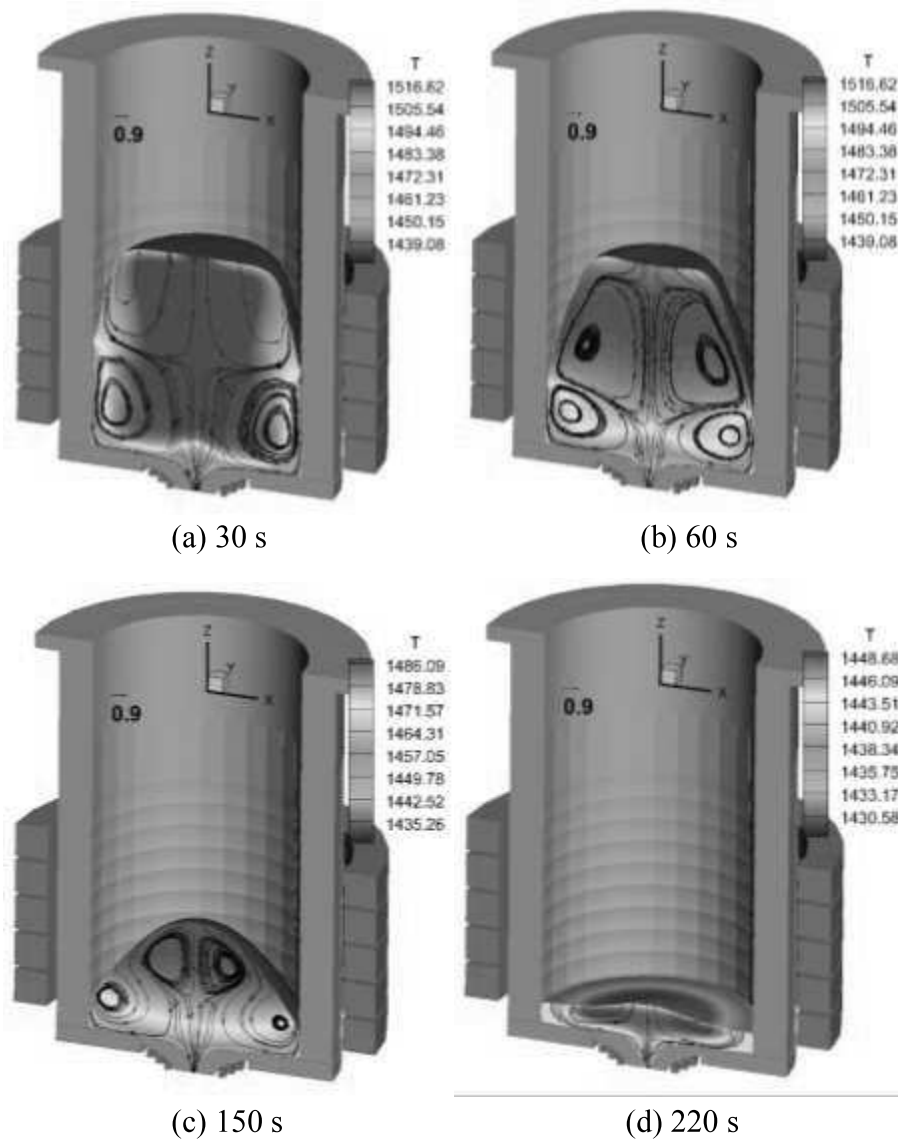 Z
Y
X
0.9
T
1516.62
1505.54
1494.46
1483.38
1472.31
1461.23
1450.15
1439.08
(a) 30 s
Z
Y
X
0.9
T
1516.62
1505.54
1494.46
1483.38
1472.31
1461.23
1450.15
1439.08
(b) 60 s
Z
Y
X
0.9
T
1486.09
1478.83
1471.57
1464.31
1457.05
1449.78
1442.52
1435.26
(c) 150 s
Z
Y
X
0.9
T
1448.68
1446.09
1443.51
1440.92
1438.34
1435.75
1433.17
1430.58
(d) 220 s